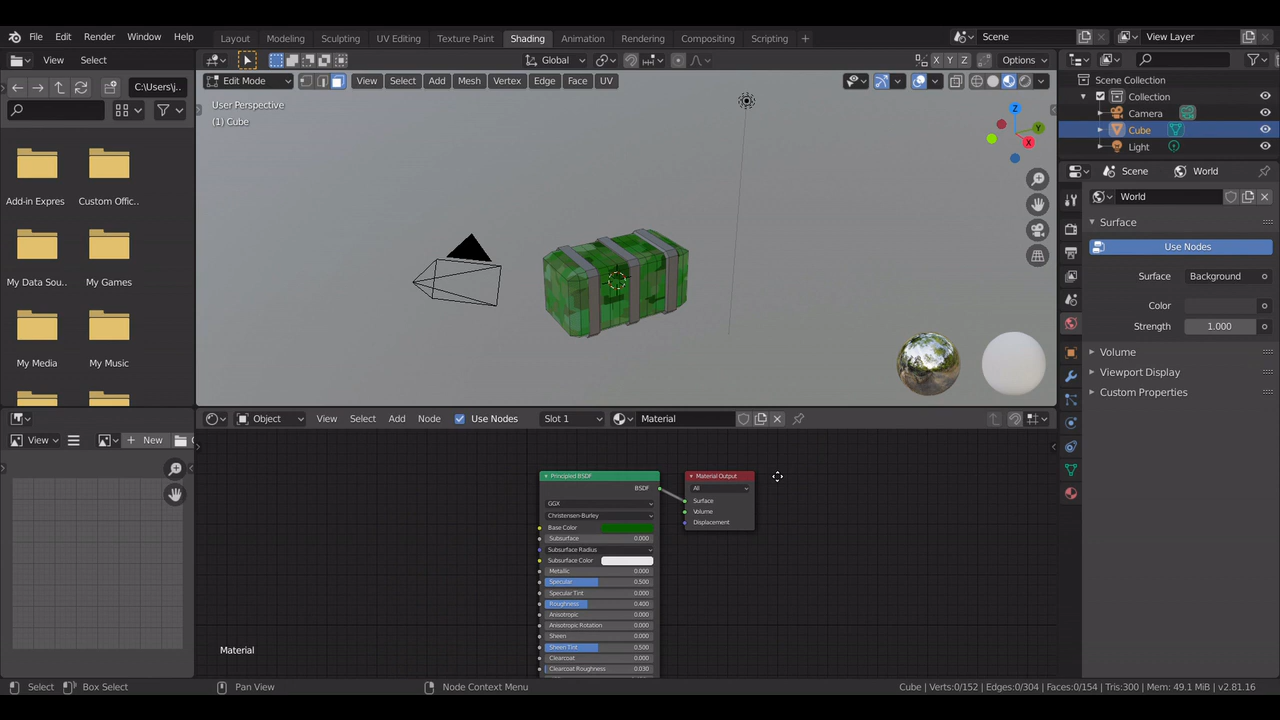 File Edit Render Window Help Layout Modeling Sculpting UV Editing Texture Paint Shading Animation Rendering Compositing Scripting + Scene View Layer
View Select Global X Y Z Options
C:\Users\j.. Edit Mode View Select Add Mesh Vertex Edge Face UV
User Perspective
(1) Cube
Z
Y
X
Add-in Expres
Custom Offic..
My Data Sou..
My Games
My Media
My Music
Scene Collection
Collection
Camera
Cube
Light
Scene World
World
Surface
Use Nodes
Surface Background
Color
Strength 1.000
Volume
Viewport Display
Custom Properties
Object View Select Add Node Use Nodes Slot 1 Material
View New
Principled BSDF
BSDF
GGX
Christensen-Burley
Base Color
Subsurface 0.000
Subsurface Radius
Subsurface Color
Metallic 0.000
Specular 0.500
Specular Tint 0.000
Roughness 0.400
Anisotropic 0.000
Anisotropic Rotation 0.000
Sheen 0.000
Sheen Tint 0.500
Clearcoat 0.000
Clearcoat Roughness 0.030
Material Output
All
Surface
Volume
Displacement
Material
Select Box Select Pan View Node Context Menu Cube | Verts:0/152 | Edges:0/304 | Faces:0/154 | Tris:300 | Mem: 49.1 MiB | v2.81.16